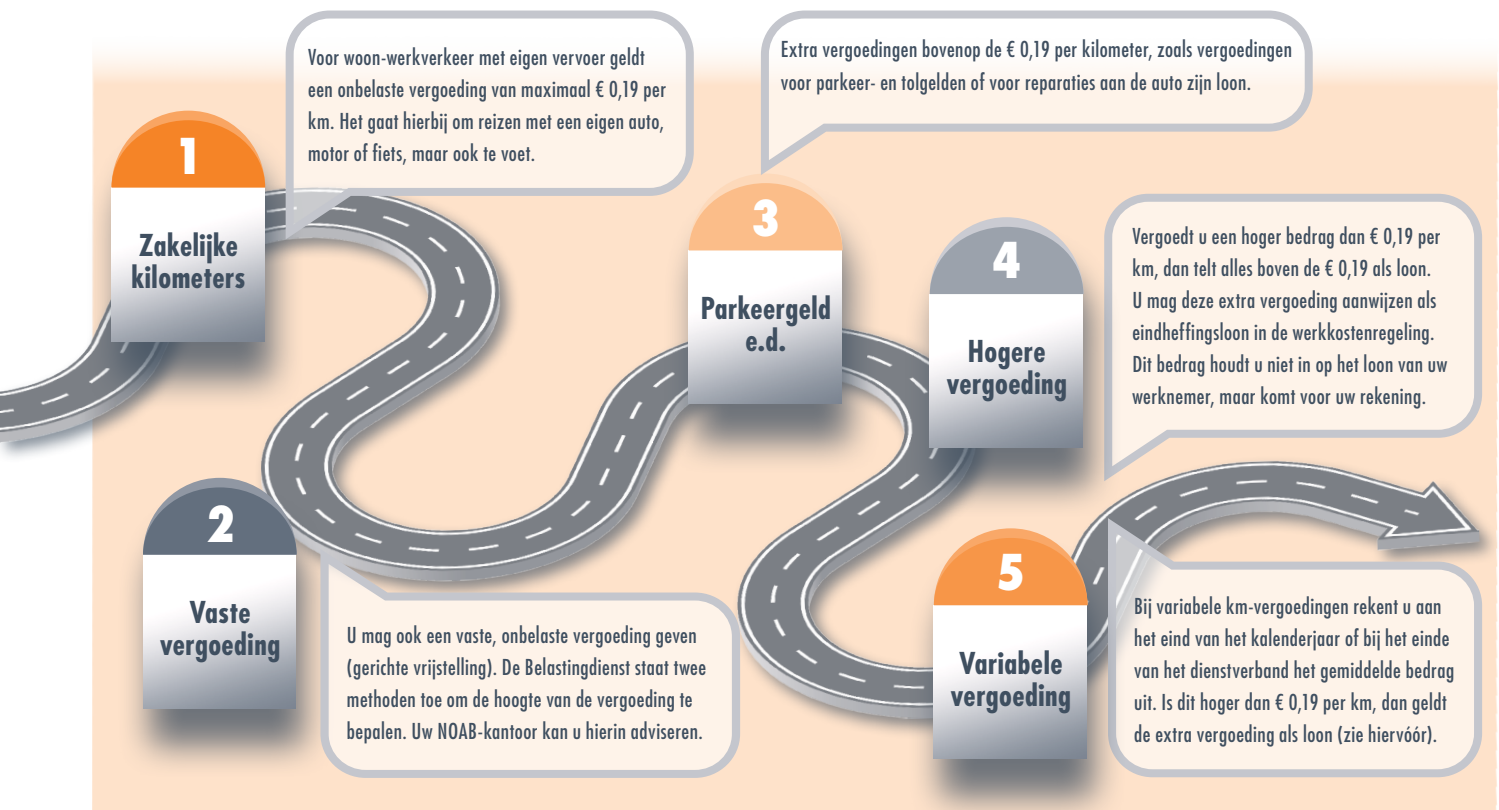 1
Zakelijke
kilometers
Voor woon-werkverkeer met eigen vervoer geldt
een onbelaste vergoeding van maximaal € 0,19 per
km. Het gaat hierbij om reizen met een eigen auto,
motor of fiets, maar ook te voet.
2
Vaste
vergoeding
U mag ook een vaste, onbelaste vergoeding geven
(gerichte vrijstelling). De Belastingdienst staat twee
methoden toe om de hoogte van de vergoeding te
bepalen. Uw NOAB-kantoor kan u hierin adviseren.
3
Parkeergeld
e.d.
Extra vergoedingen bovenop de € 0,19 per kilometer, zoals vergoedingen
voor parkeer- en tolgelden of voor reparaties aan de auto zijn loon.
4
Hogere
vergoeding
Vergoedt u een hoger bedrag dan € 0,19 per
km, dan telt alles boven de € 0,19 als loon.
U mag deze extra vergoeding aanwijzen als
eindheffingsloon in de werkkostenregeling.
Dit bedrag houdt u niet in op het loon van uw
werknemer, maar komt voor uw rekening.
5
Variabele
vergoeding
Bij variabele km-vergoedingen rekent u aan
het eind van het kalenderjaar of bij het einde
van het dienstverband het gemiddelde bedrag
uit. Is dit hoger dan € 0,19 per km, dan geldt
de extra vergoeding als loon (zie hiervóór).